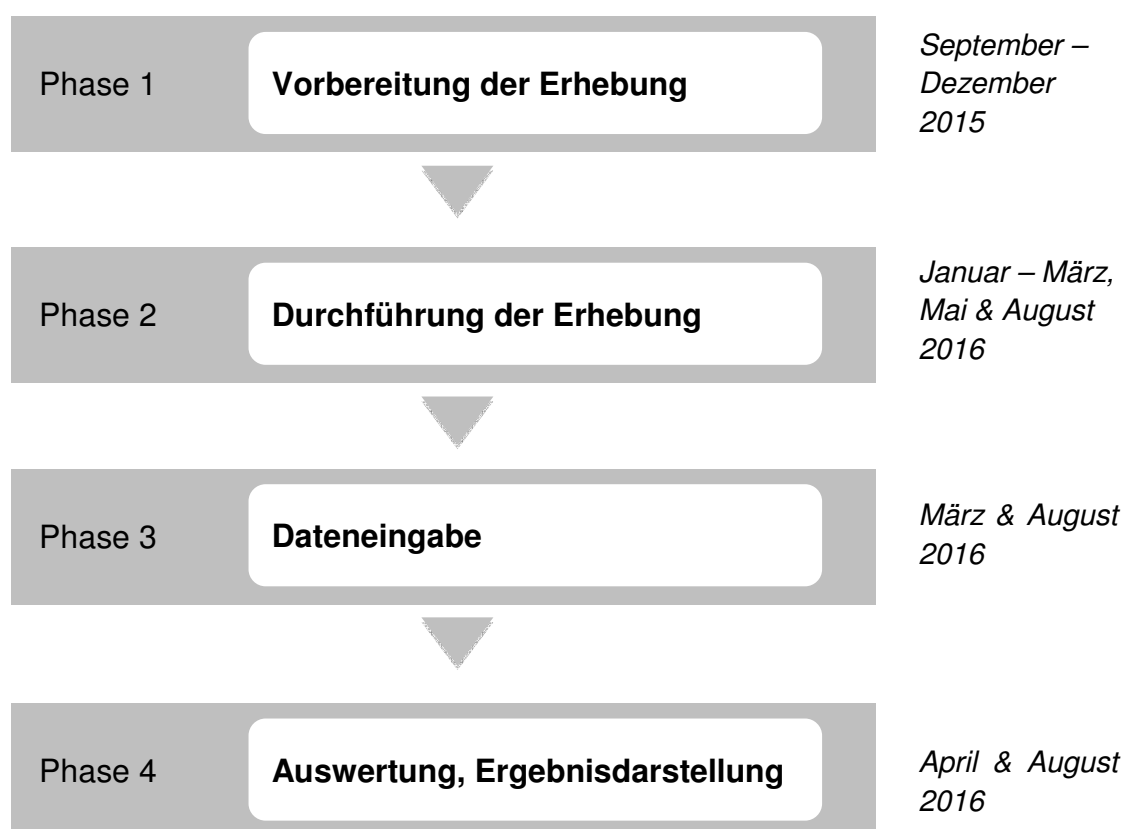 Phase 1
Vorbereitung der Erhebung
September –
Dezember
2015
Phase 2
Durchführung der Erhebung
Januar – März,
Mai & August
2016
Phase 3
Dateneingabe
März & August
2016
Phase 4
Auswertung, Ergebnisdarstellung
April & August
2016